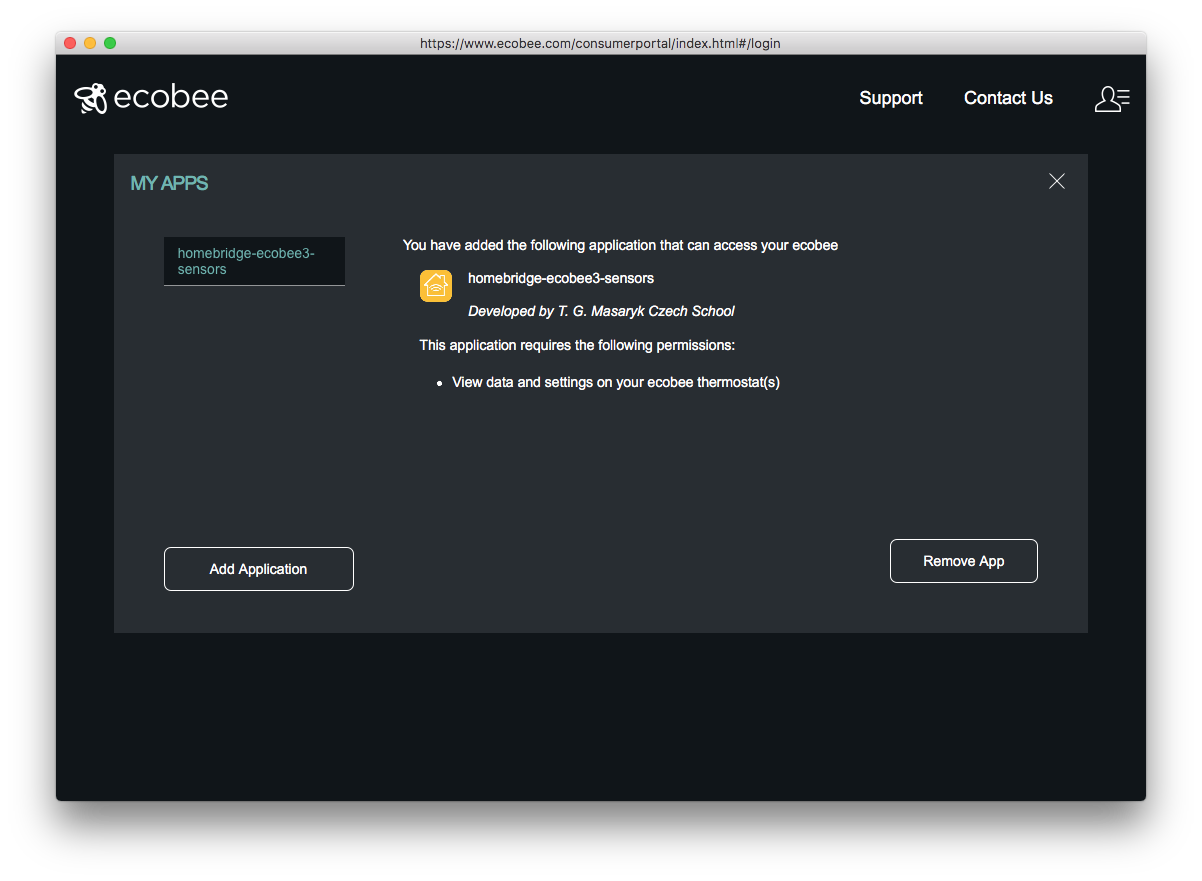 https://www.ecobee.com/consumerportal/index.html#/login
ecobee
Support
Contact Us
MY APPS
homebridge-ecobee3-
sensors
You have added the following application that can access your ecobee
homebridge-ecobee3-sensors
Developed by T. G. Masaryk Czech School
This application requires the following permissions:
• View data and settings on your ecobee thermostat(s)
Add Application
Remove App